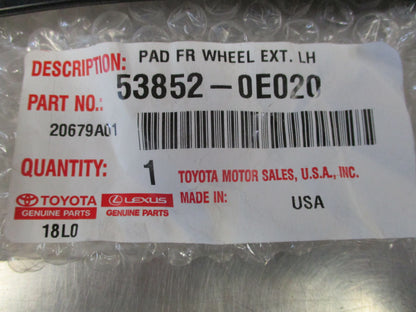 DESCRIPTION: PAD FR WHEEL EXT. LH
PART NO.: 53852-0E020
20679A01
QUANTITY: 1 TOYOTA MOTOR SALES, U.S.A., INC.
TOYOTA LEXUS MADE IN: USA
GENUINE PARTS GENUINE PARTS
18L0